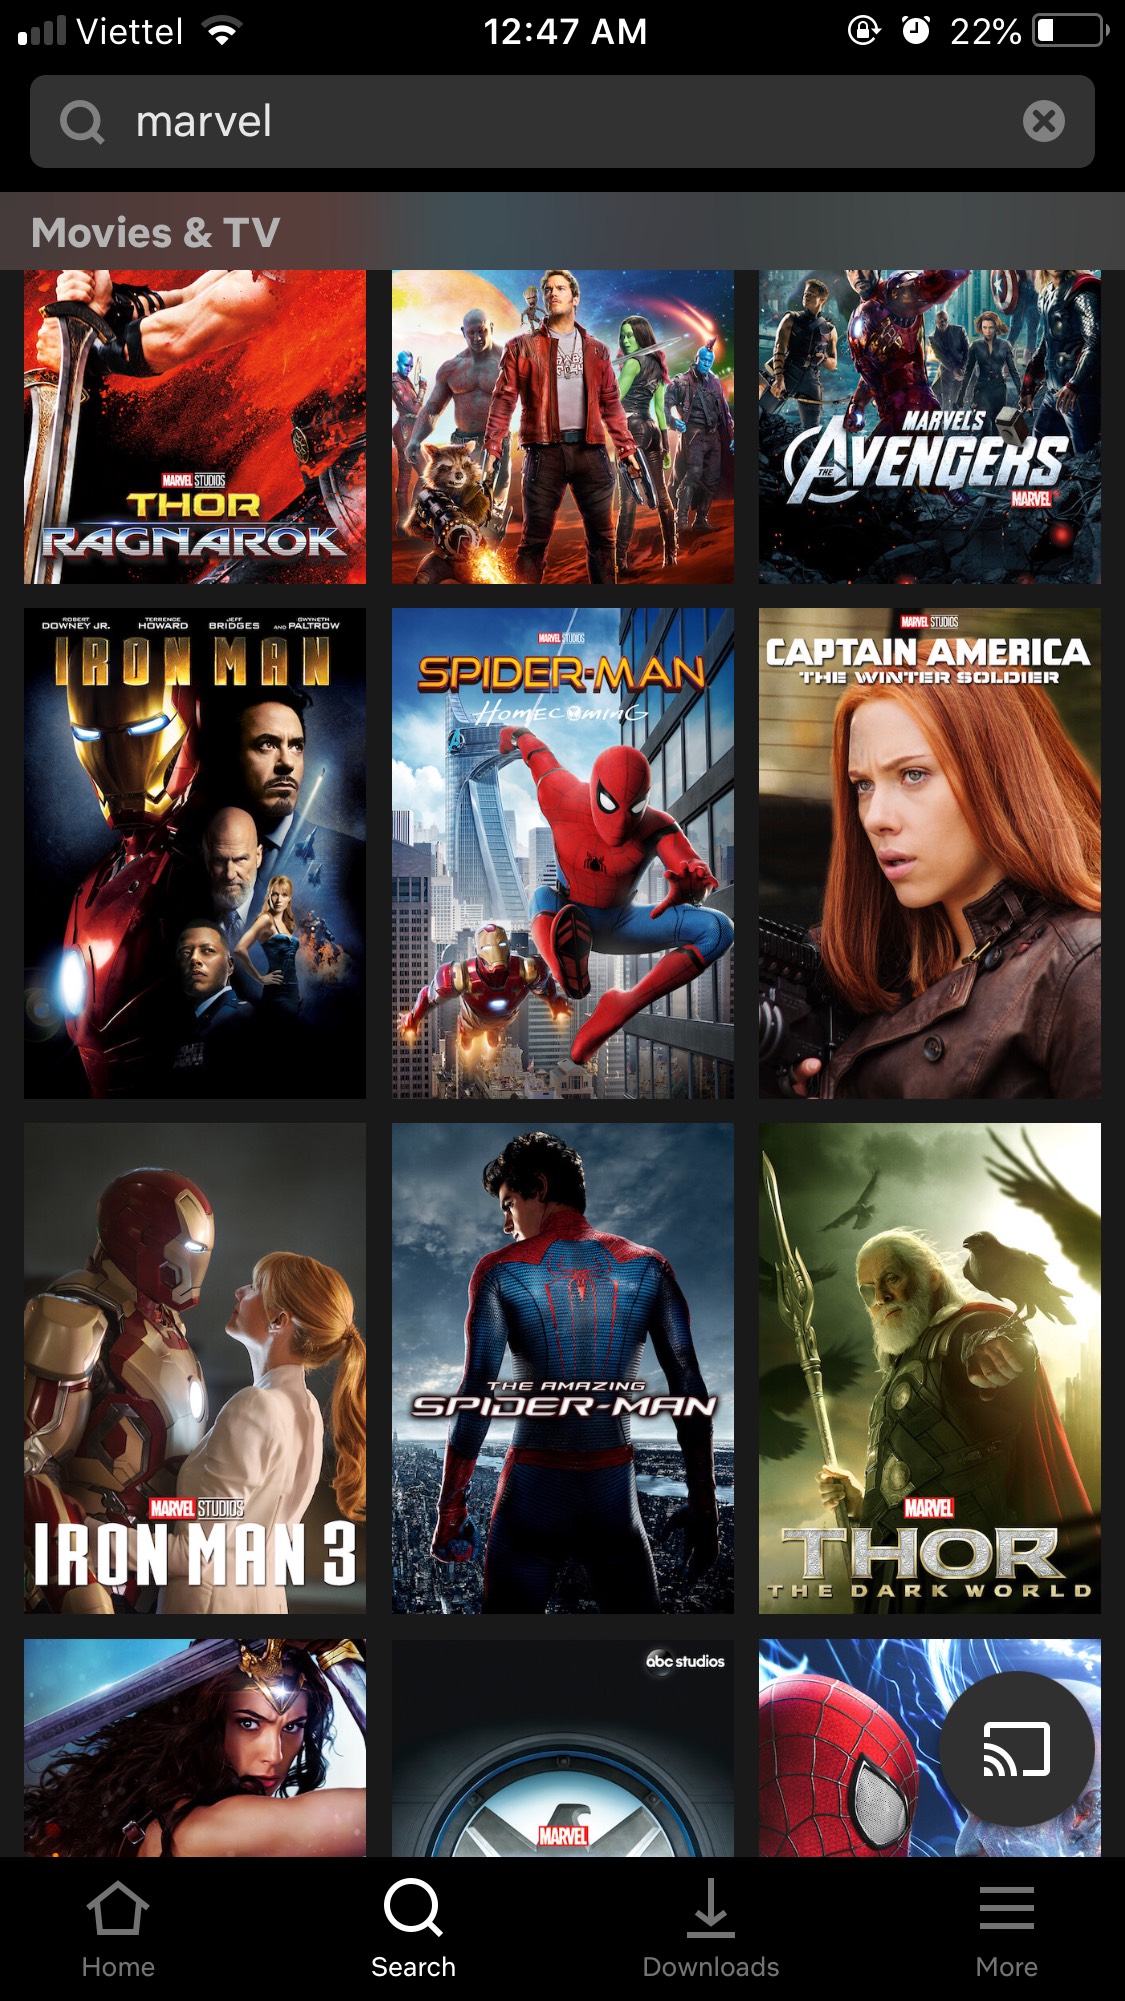 Viettel
12:47 AM
22%
marvel
Movies & TV
MARVEL STUDIOS
THOR
RAGNAROK
MARVEL'S
THE AVENGERS
MARVEL
ROBERT DOWNEY JR. TERRENCE HOWARD JEFF BRIDGES AND GWYNETH PALTROW
IRON MAN
MARVEL STUDIOS
SPIDER-MAN
HOMECOMING
MARVEL STUDIOS
CAPTAIN AMERICA
THE WINTER SOLDIER
MARVEL STUDIOS
IRON MAN 3
THE AMAZING
SPIDER-MAN
MARVEL
THOR
THE DARK WORLD
abc studios
MARVEL
Home
Search
Downloads
More